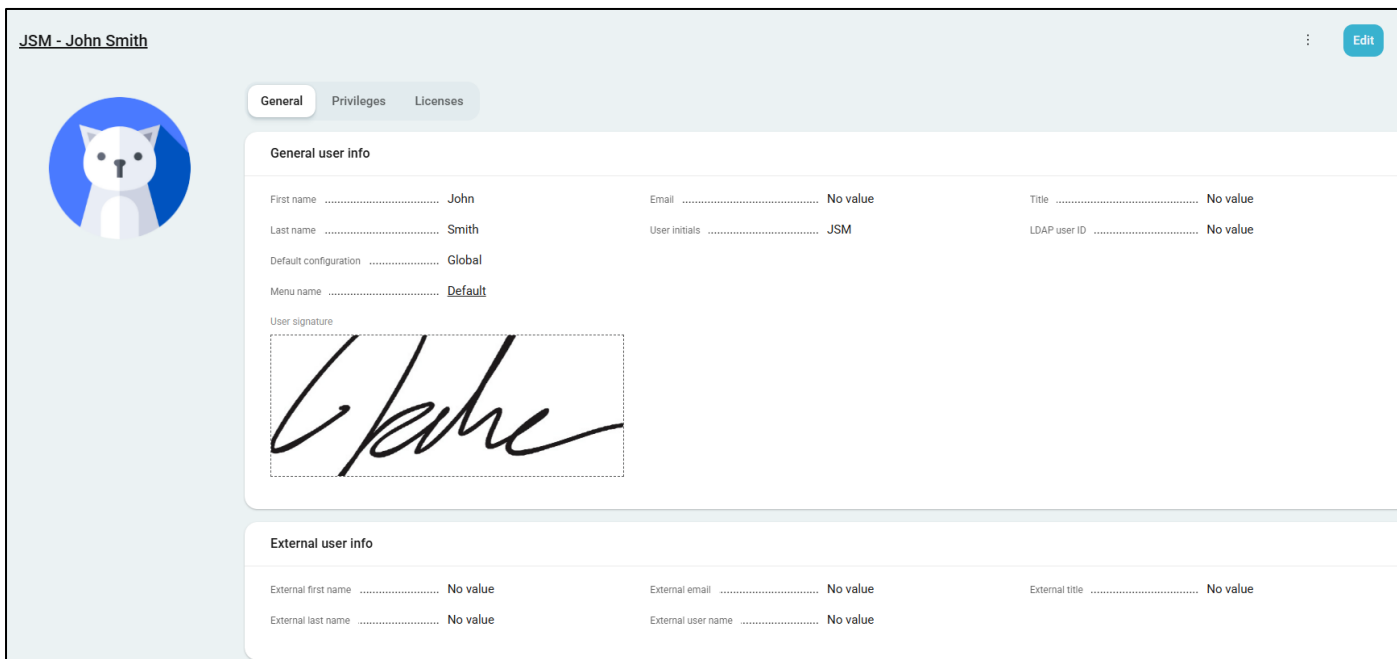 JSM - John Smith
Edit
General Privileges Licenses
General user info
First name John Email No value Title No value
Last name Smith User initials JSM LDAP user ID No value
Default configuration Global
Menu name Default
User signature
External user info
External first name No value External email No value External title No value
External last name No value External user name No value